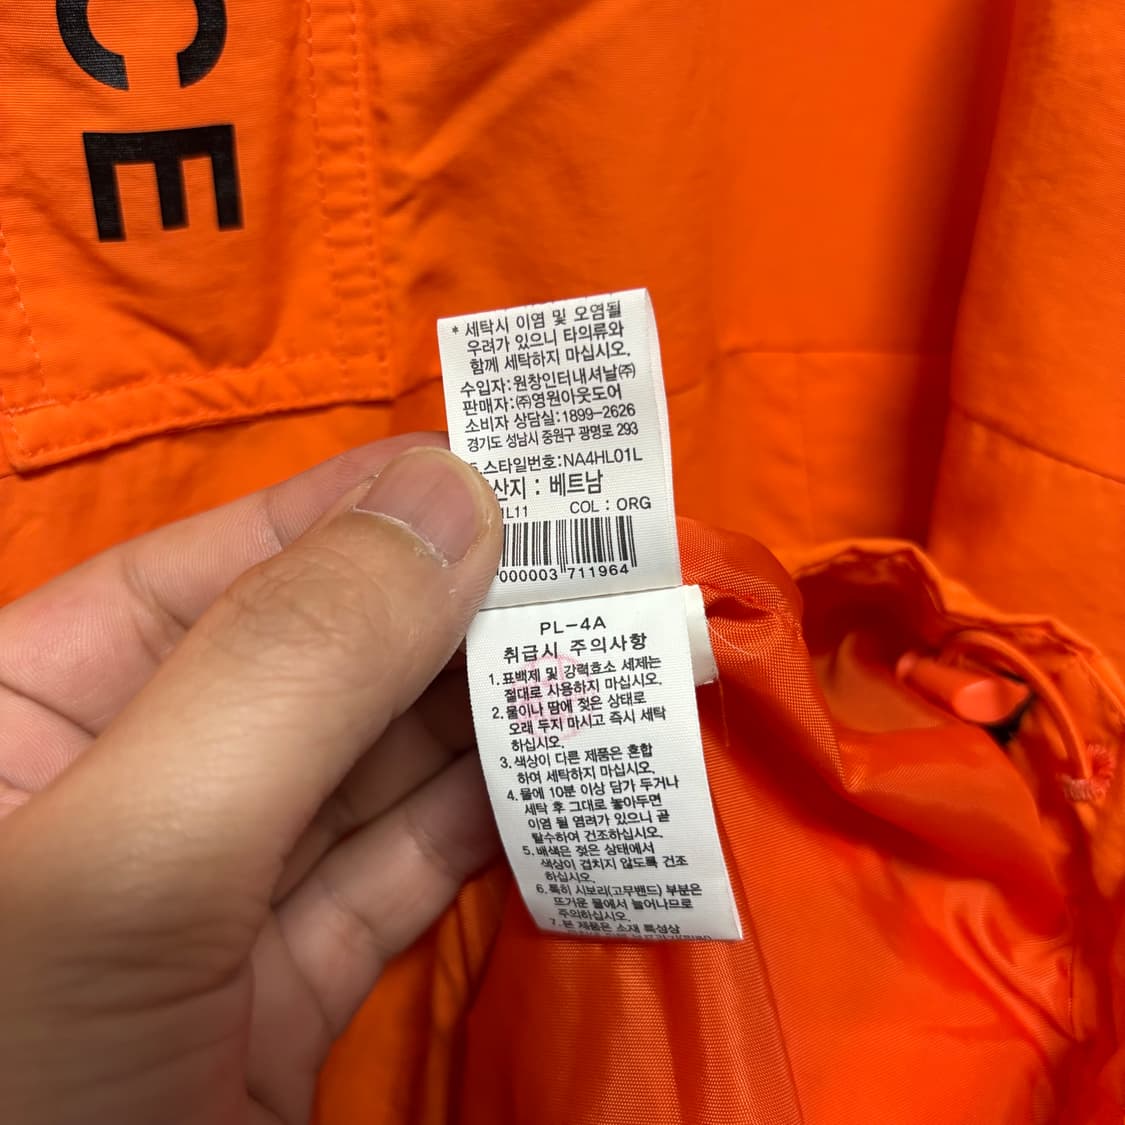 CE
* 세탁시 이염 및 오염될
우려가 있으니 타의류와
함께 세탁하지 마십시오.
수입자:원창인터내셔날㈜
판매자:㈜영원아웃도어
소비자 상담실:1899-2626
경기도 성남시 중원구 광명로 293
스타일번호:NA4HL01L
산지 : 베트남
L11 COL : ORG
000003 711964
PL-4A
취급시 주의사항
1. 표백제 및 강력효소 세제는
절대로 사용하지 마십시오.
2. 물이나 땀에 젖은 상태로
오래 두지 마시고 즉시 세탁
하십시오.
3. 색상이 다른 제품은 혼합
하여 세탁하지 마십시오.
4. 물에 10분 이상 담가 두거나
세탁 후 그대로 놓아두면
이염 될 염려가 있으니 곧
탈수하여 건조하십시오.
5. 배색은 젖은 상태에서
색상이 겹치지 않도록 건조
하십시오.
6. 특히 시보리(고무밴드) 부분은
뜨거운 물에서 늘어나므로
주의하십시오.
7. 본 제품은 소재 특성상